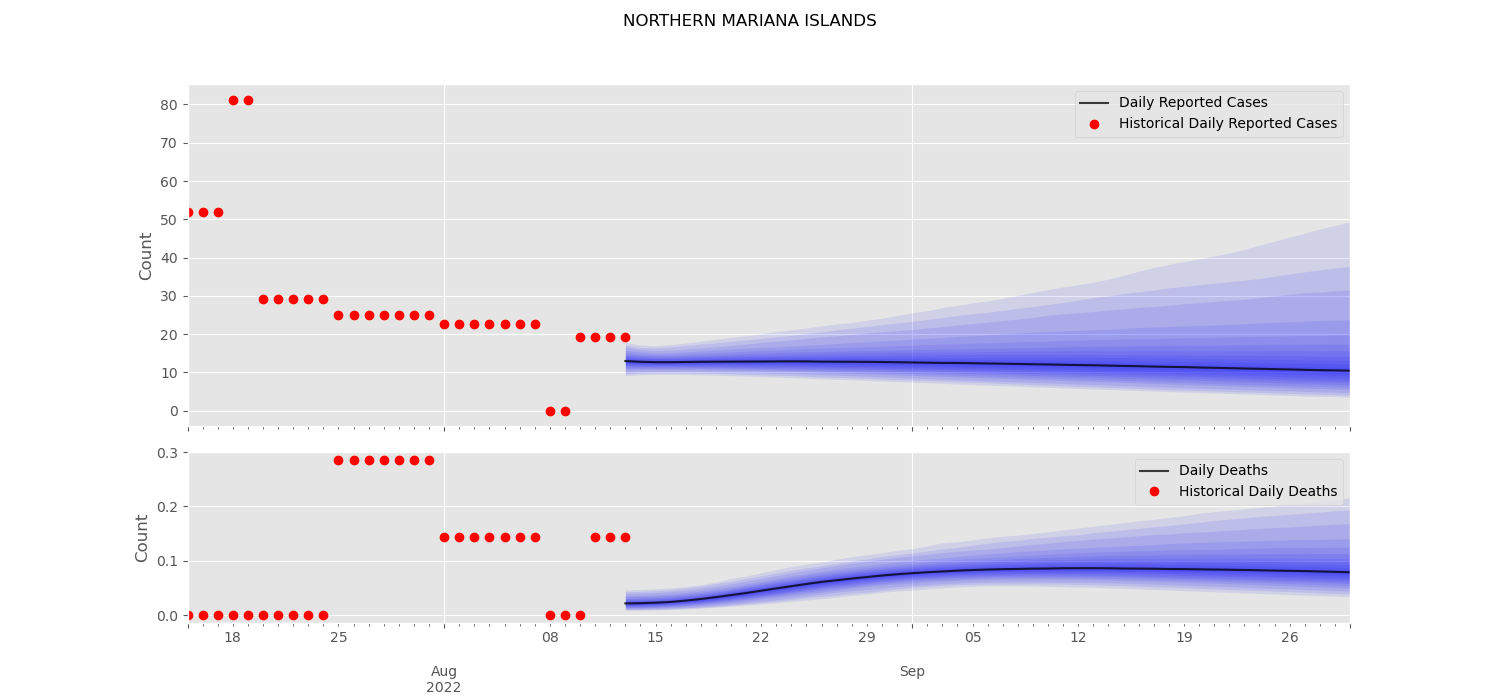 NORTHERN MARIANA ISLANDS
Daily Reported Cases
Historical Daily Reported Cases
Count
80
70
60
50
40
30
20
10
0
Daily Deaths
Historical Daily Deaths
Count
0.3
0.2
0.1
0.0
18 25 08 15 22 29 05 12 19 26
Aug Sep
2022